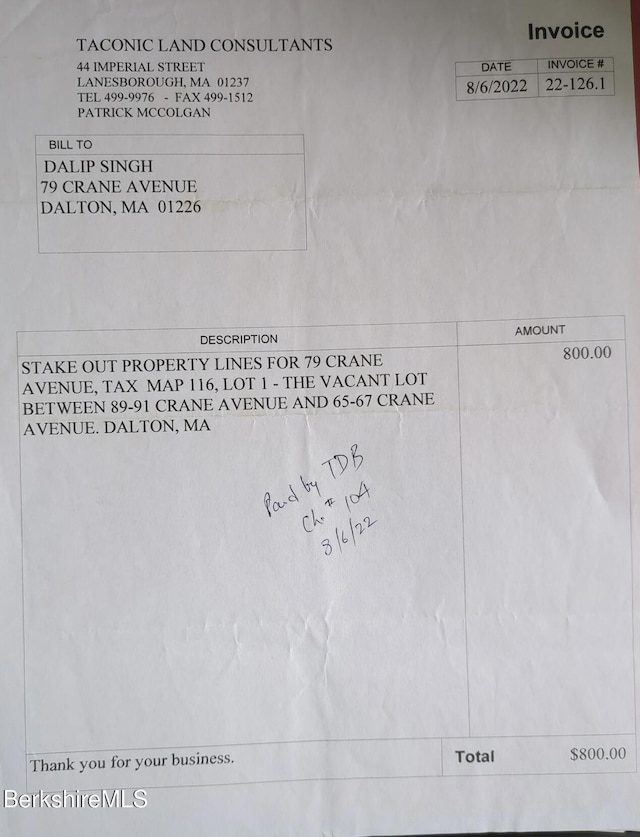 Invoice
TACONIC LAND CONSULTANTS
44 IMPERIAL STREET
LANESBOROUGH, MA 01237
TEL 499-9976 - FAX 499-1512
PATRICK MCCOLGAN
DATE INVOICE #
8/6/2022 22-126.1
BILL TO
DALIP SINGH
79 CRANE AVENUE
DALTON, MA 01226
DESCRIPTION AMOUNT
STAKE OUT PROPERTY LINES FOR 79 CRANE 800.00
AVENUE, TAX MAP 116, LOT 1 - THE VACANT LOT
BETWEEN 89-91 CRANE AVENUE AND 65-67 CRANE
AVENUE. DALTON, MA
Paid by TDB
Ch. # 104
8/6/22
Thank you for your business. Total $800.00
BerkshireMLS